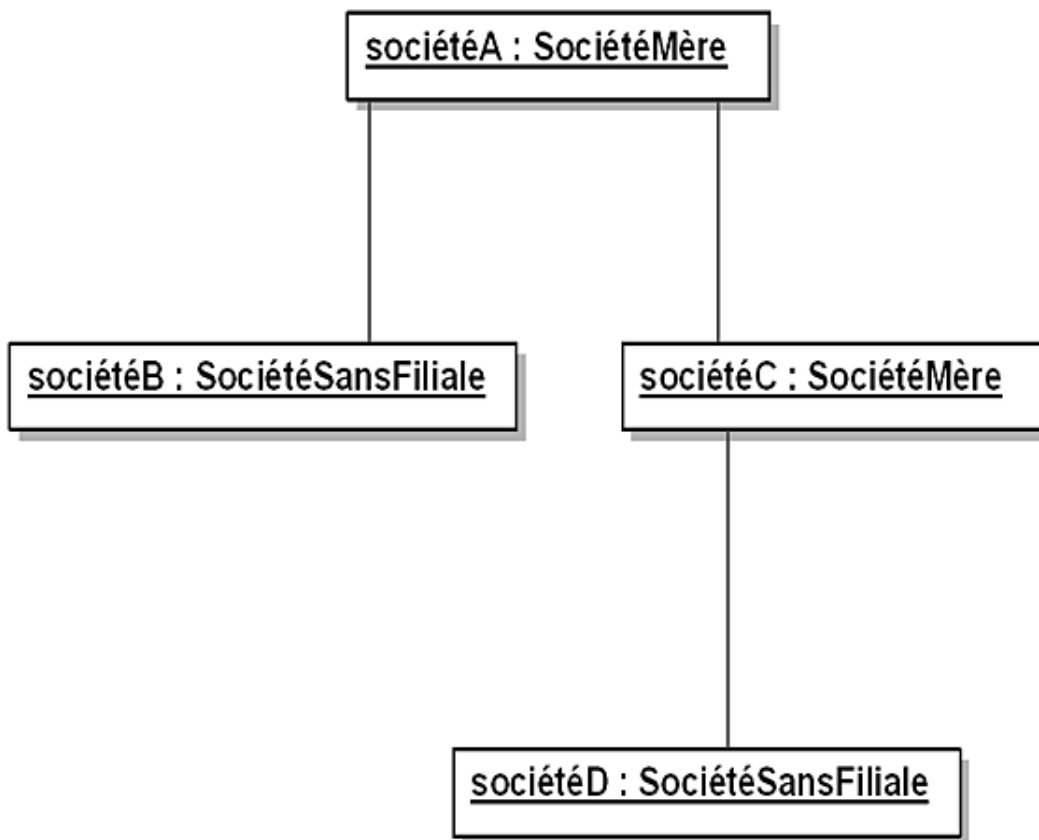 sociétéA : SociétéMère
sociétéB : SociétéSansFiliale
sociétéC : SociétéMère
sociétéD : SociétéSansFiliale